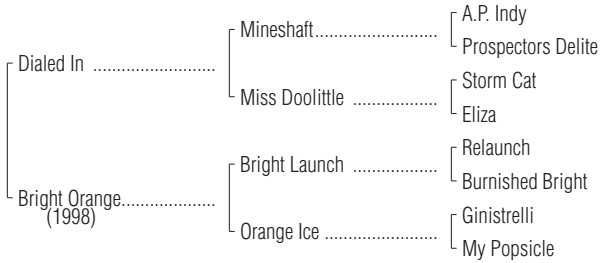 A.P. Indy
Mineshaft
Prospectors Delite
Dialed In
Storm Cat
Miss Doolittle
Eliza
Relaunch
Bright Launch
Burnished Bright
Bright Orange
(1998)
Ginistrelli
Orange Ice
My Popsicle